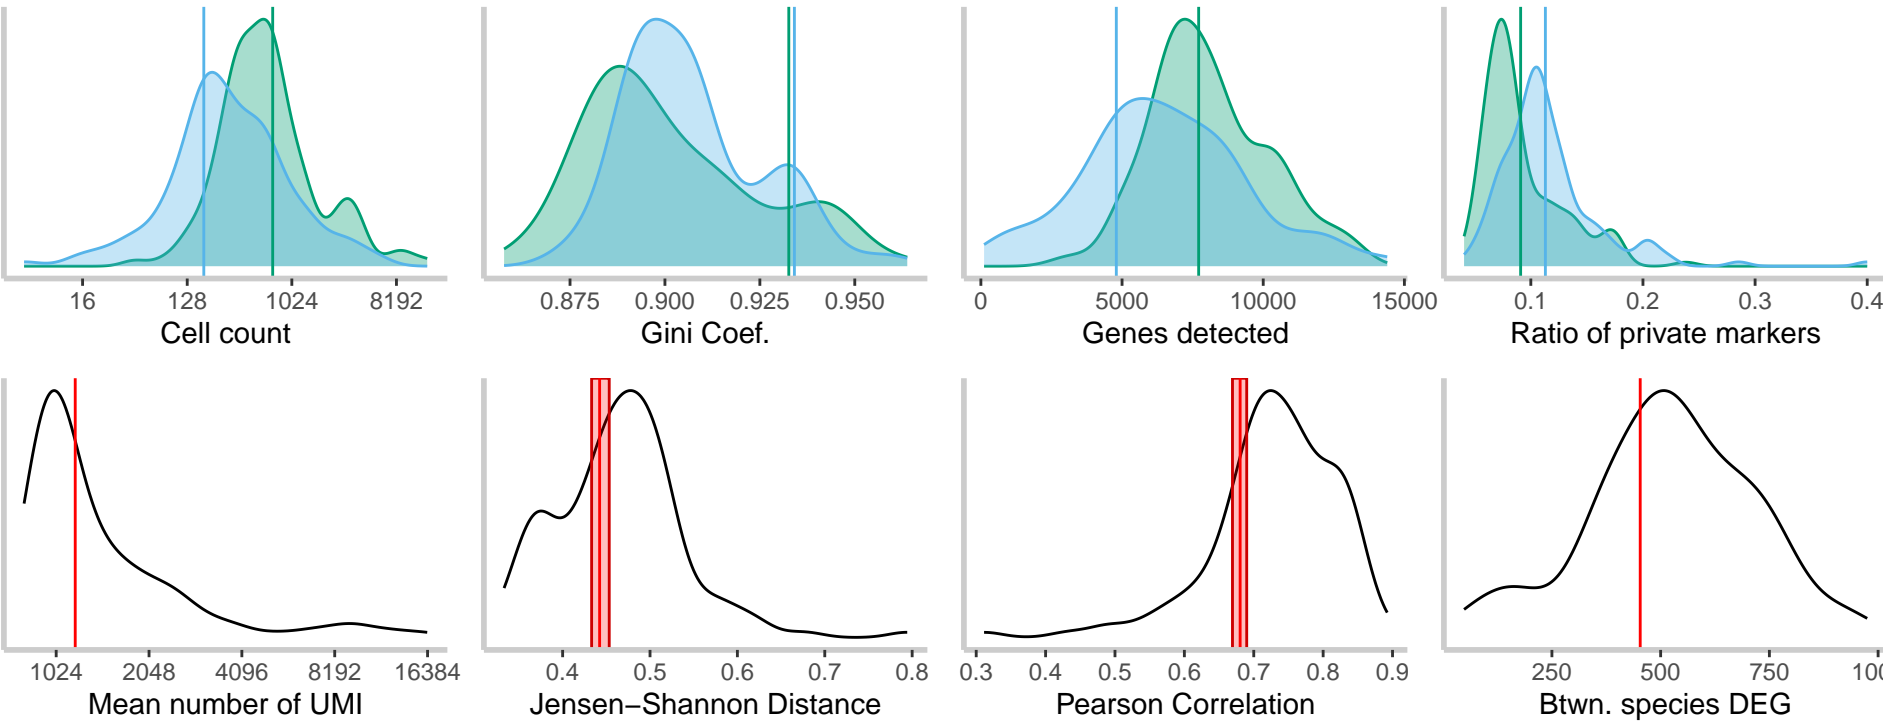 16 128 1024 8192
Cell count
0.875 0.900 0.925 0.950
Gini Coef.
0 5000 10000 15000
Genes detected
0.1 0.2 0.3 0.4
Ratio of private markers
1024 2048 4096 8192 16384
Mean number of UMI
0.4 0.5 0.6 0.7 0.8
Jensen−Shannon Distance
0.3 0.4 0.5 0.6 0.7 0.8 0.9
Pearson Correlation
250 500 750 100
Btwn. species DEG